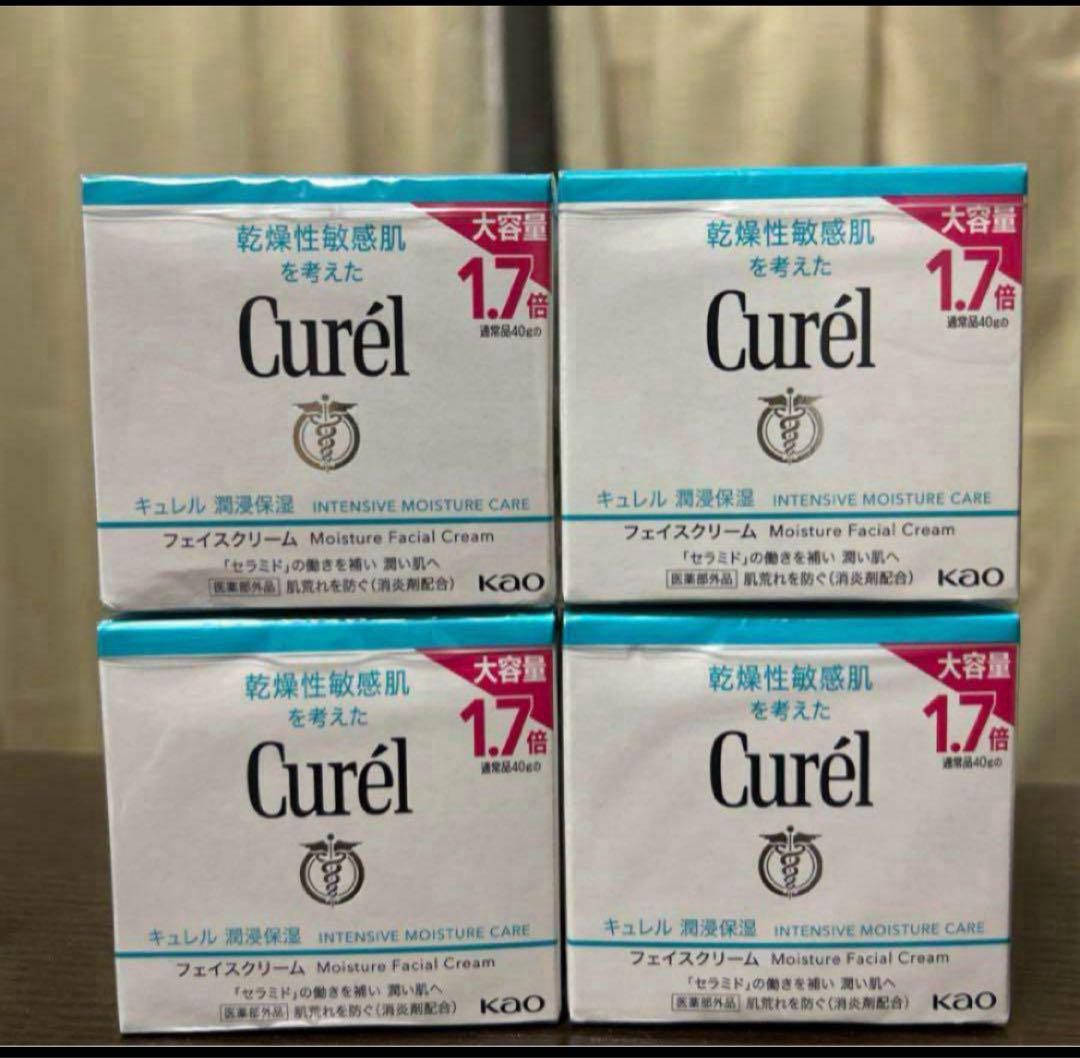 乾燥性敏感肌
を考えた
Curél
大容量
1.7倍
通常品40gの
キュレル 潤浸保湿 INTENSIVE MOISTURE CARE
フェイスクリーム Moisture Facial Cream
「セラミド」の働きを補い 潤い肌へ
医薬部外品 肌荒れを防ぐ(消炎剤配合)
Kao
乾燥性敏感肌
を考えた
Curél
大容量
1.7倍
通常品40gの
キュレル 潤浸保湿 INTENSIVE MOISTURE CARE
フェイスクリーム Moisture Facial Cream
「セラミド」の働きを補い 潤い肌へ
医薬部外品 肌荒れを防ぐ(消炎剤配合)
Kao
乾燥性敏感肌
を考えた
Curél
大容量
1.7倍
通常品40gの
キュレル 潤浸保湿 INTENSIVE MOISTURE CARE
フェイスクリーム Moisture Facial Cream
「セラミド」の働きを補い 潤い肌へ
医薬部外品 肌荒れを防ぐ(消炎剤配合)
Kao
乾燥性敏感肌
を考えた
Curél
大容量
1.7倍
通常品40gの
キュレル 潤浸保湿 INTENSIVE MOISTURE CARE
フェイスクリーム Moisture Facial Cream
「セラミド」の働きを補い 潤い肌へ
医薬部外品 肌荒れを防ぐ(消炎剤配合)
Kao